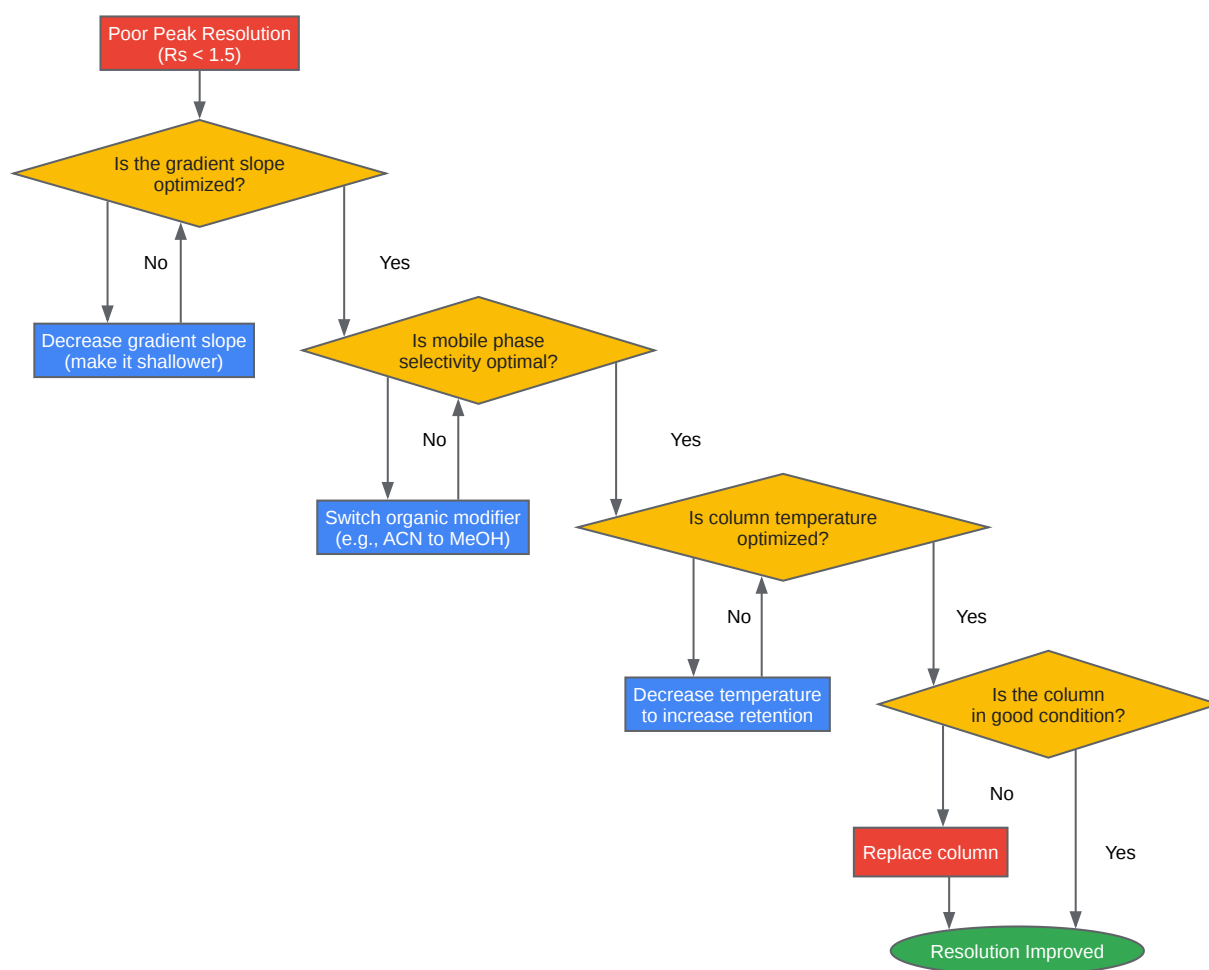 Poor Peak Resolution
(Rs < 1.5)
Is the gradient slope
optimized?
No
Yes
Decrease gradient slope
(make it shallower)
Is mobile phase
selectivity optimal?
No
Yes
Switch organic modifier
(e.g., ACN to MeOH)
Is column temperature
optimized?
No
Yes
Decrease temperature
to increase retention
Is the column
in good condition?
No
Replace column
Yes
Resolution Improved